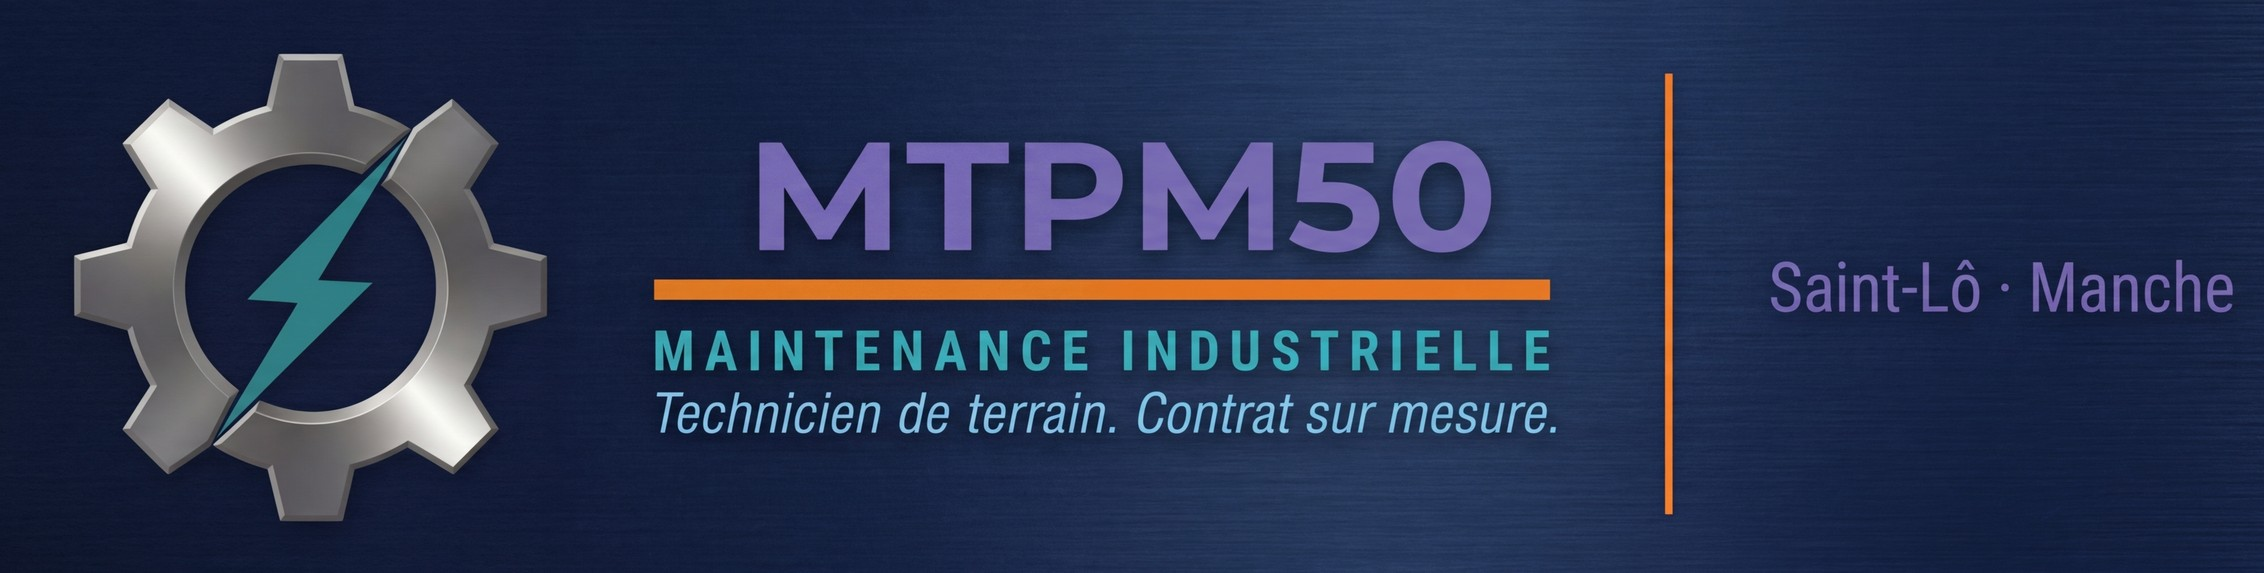 MTPM50
MAINTENANCE INDUSTRIELLE
Technicien de terrain. Contrat sur mesure.
Saint-Lô · Manche